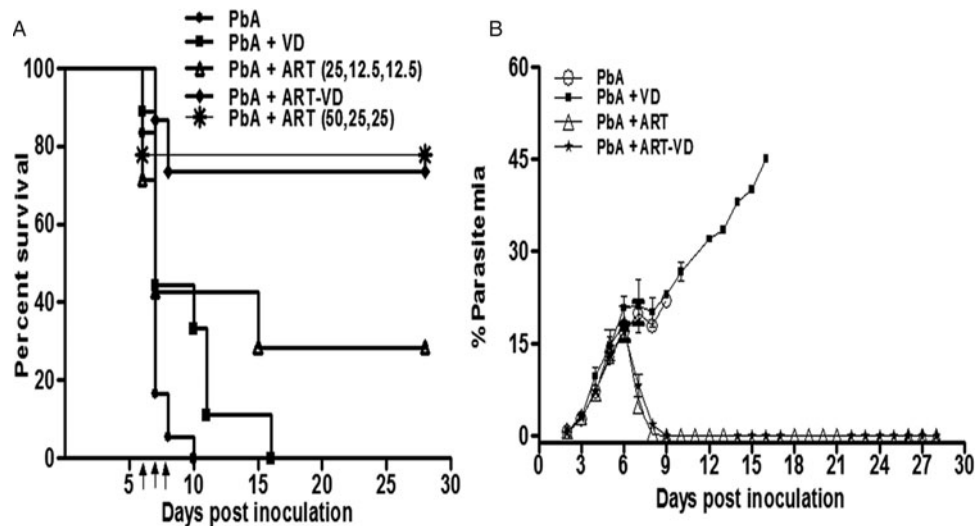 A
PbA
PbA + VD
PbA + ART (25,12.5,12.5)
PbA + ART-VD
PbA + ART (50,25,25)
Percent survival
100
80
60
40
20
0
5
10
15
20
25
30
Days post inoculation
B
PbA
PbA + VD
PbA + ART
PbA + ART-VD
% Parasitemia
60
45
30
15
0
0
3
6
9
12
15
18
21
24
27
30
Days post inoculation